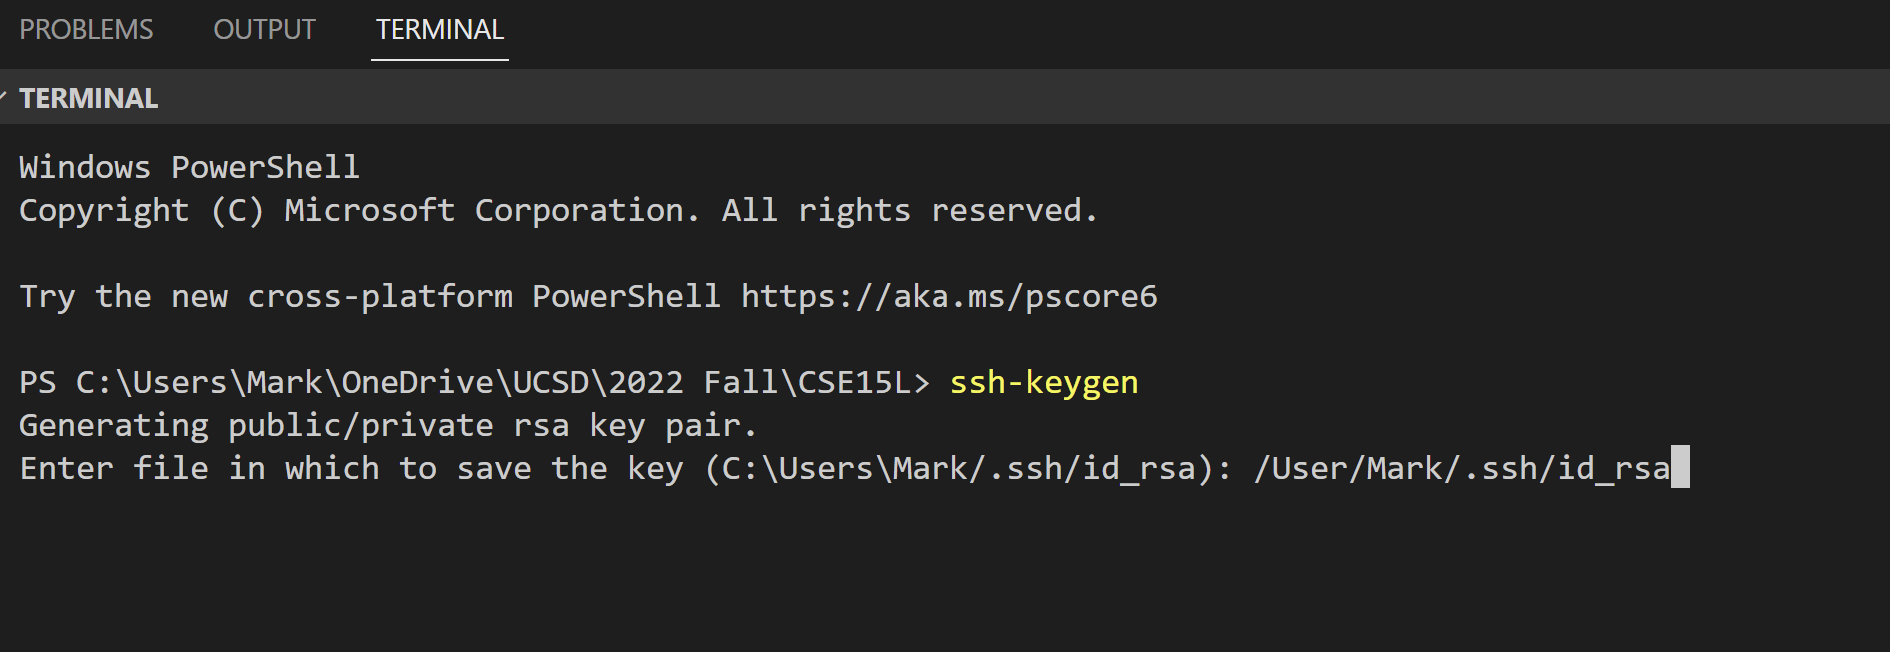 PROBLEMS OUTPUT TERMINAL
TERMINAL
Windows PowerShell
Copyright (C) Microsoft Corporation. All rights reserved.
Try the new cross-platform PowerShell https://aka.ms/pscore6
PS C:\Users\Mark\OneDrive\UCSD\2022 Fall\CSE15L> ssh-keygen
Generating public/private rsa key pair.
Enter file in which to save the key (C:\Users\Mark/.ssh/id_rsa): /User/Mark/.ssh/id_rsa